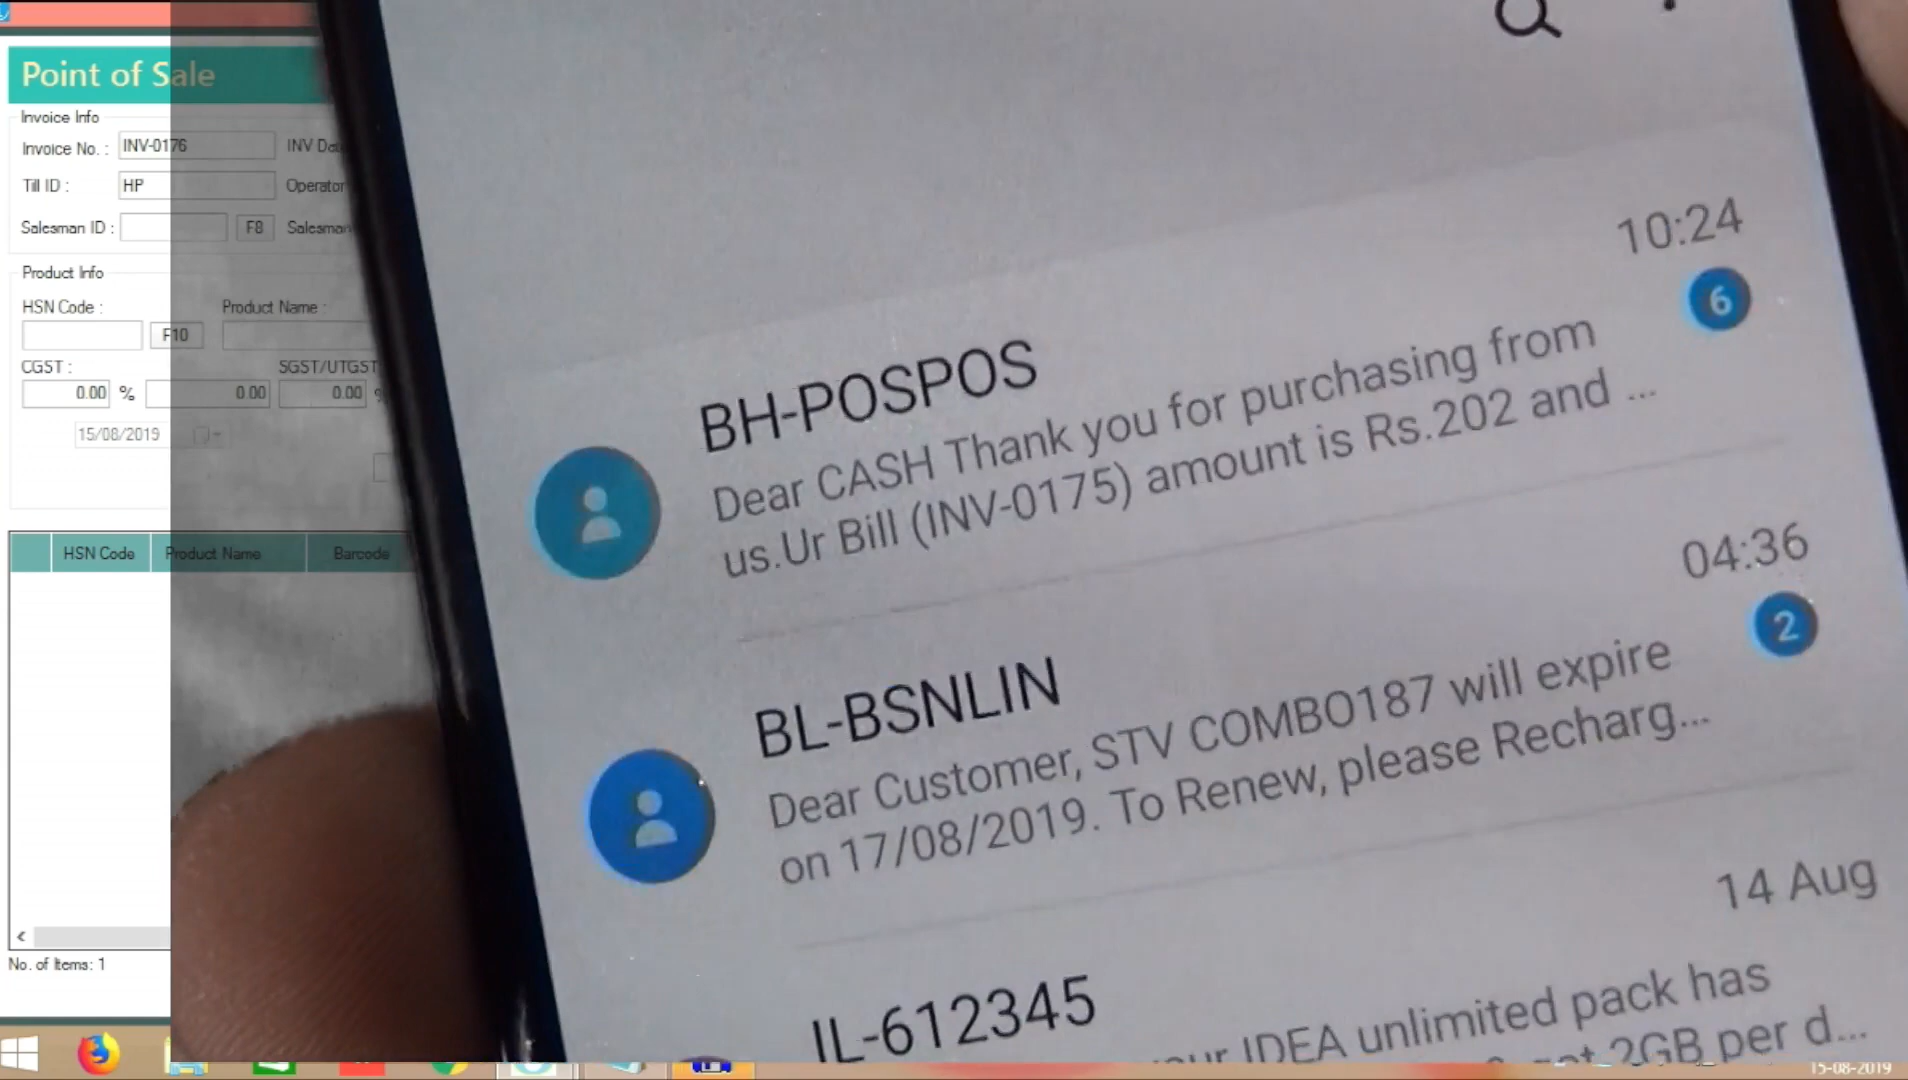 Point of Sale
Invoice Info
Invoice No. : INV-0176 INV Da
Till ID : HP Operator
Salesman ID : F8 Salesman
Product Info
HSN Code : Product Name :
F10
CGST : SGST/UTGST
0.00 % 0.00 0.00 %
15/08/2019
HSN Code Product Name Barcode
No. of Items: 1
10:24
6
BH-POSPOS
Dear CASH Thank you for purchasing from
us.Ur Bill (INV-0175) amount is Rs.202 and ...
04:36
2
BL-BSNLIN
Dear Customer, STV COMBO187 will expire
on 17/08/2019. To Renew, please Recharg...
14 Aug
IL-612345
IDEA unlimited pack has
2GB per d...
15-08-2019